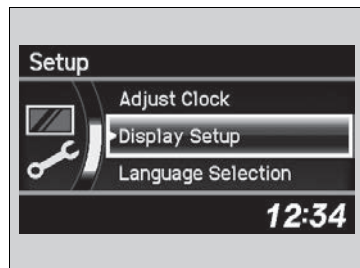 Setup
Adjust Clock
Display Setup
Language Selection
12:34